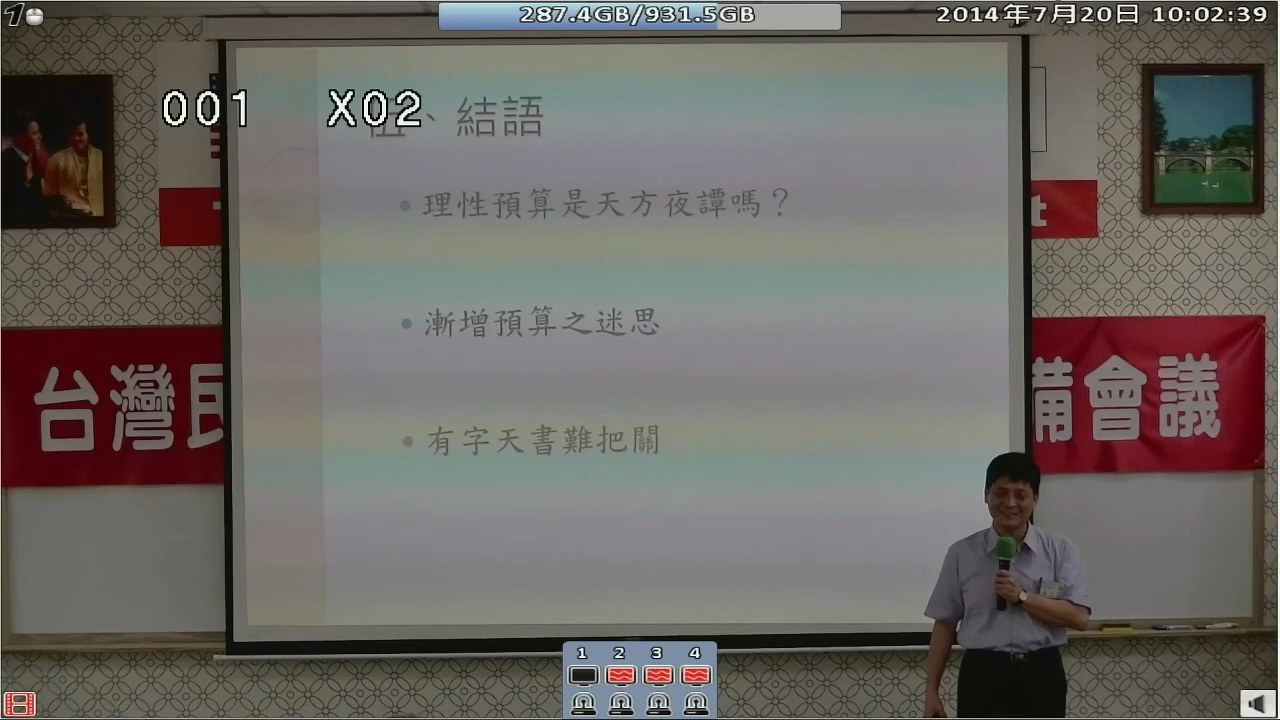 287.4GB/931.5GB
2014年7月20日 10:02:39
001 X02
、結語
理性預算是天方夜譚嗎？
漸增預算之迷思
有字天書難把關
t
台灣民
備會議
1 2 3 4